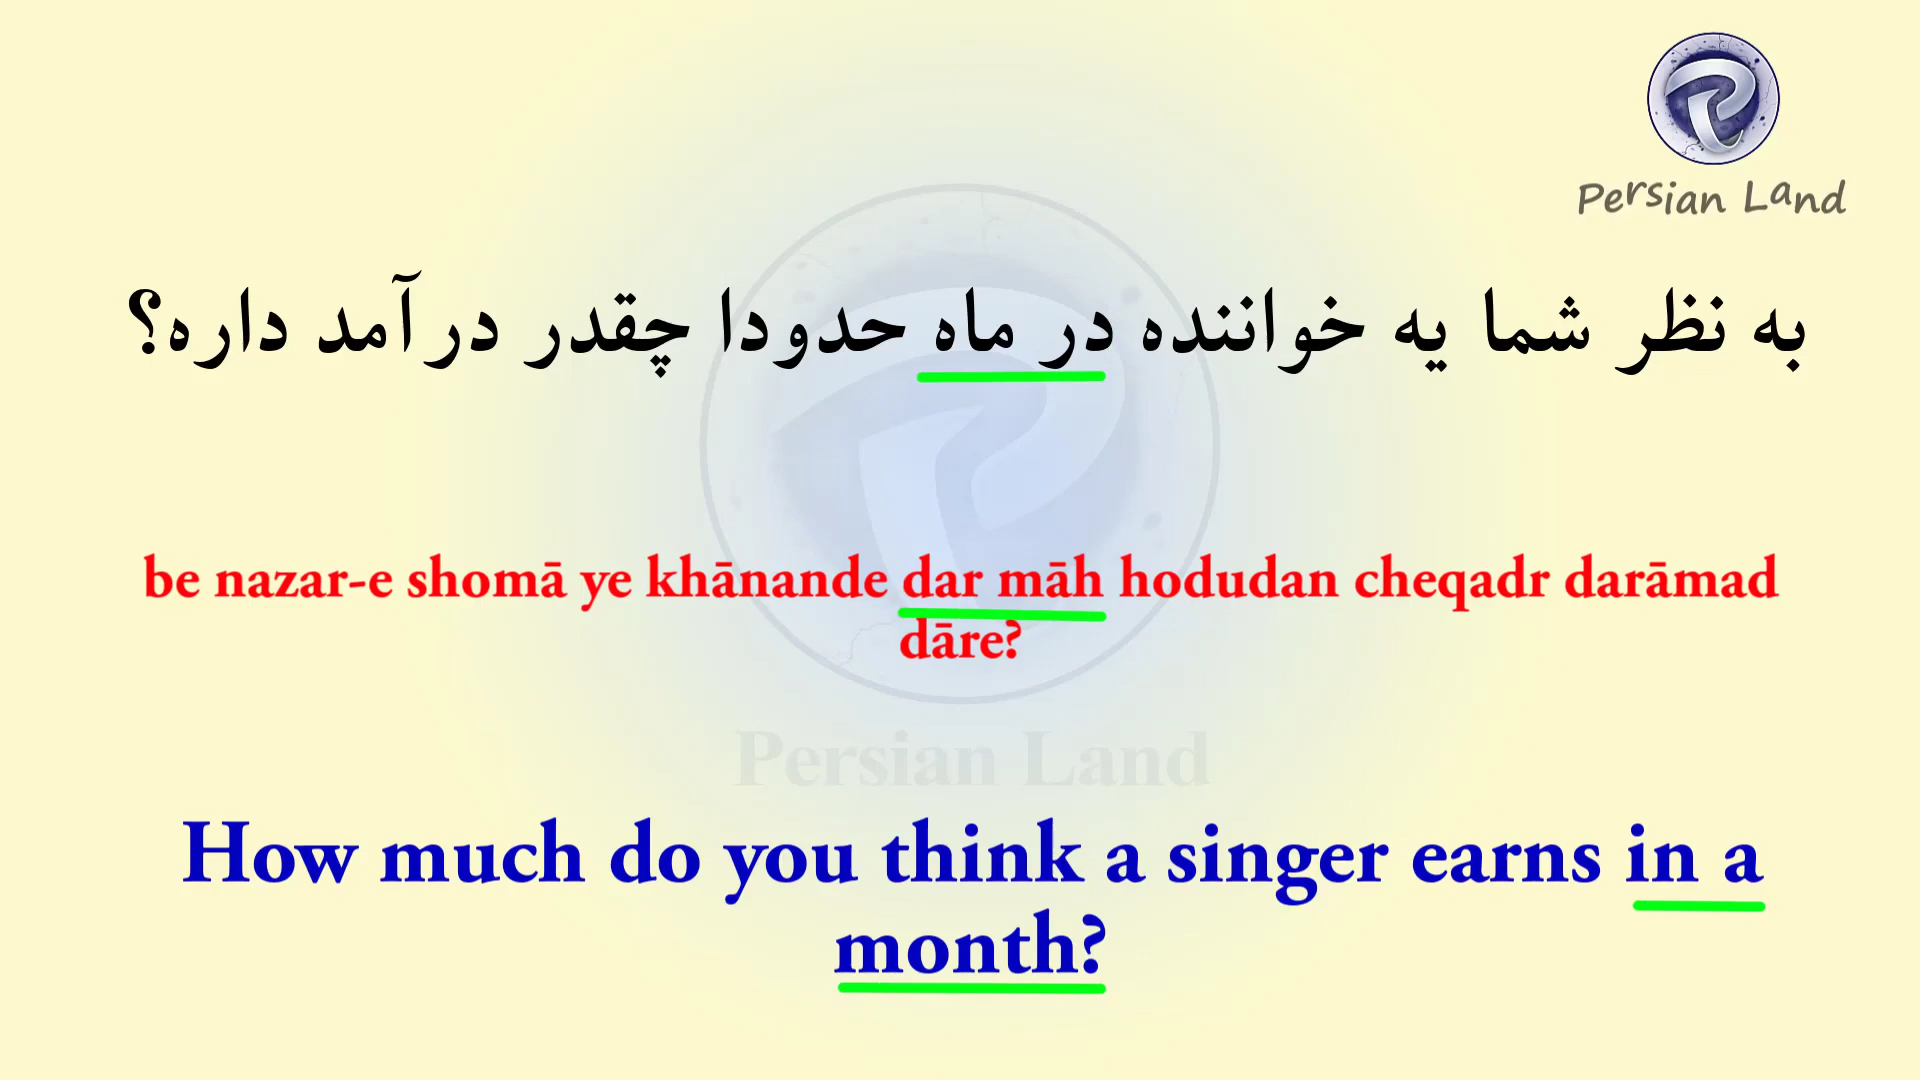 Persian Land
به نظر شما یه خواننده در ماه حدودا چقدر درآمد داره؟
be nazar-e shomā ye khānande dar māh hodudan cheqadr darāmad
dāre?
Persian Land
How much do you think a singer earns in a
month?